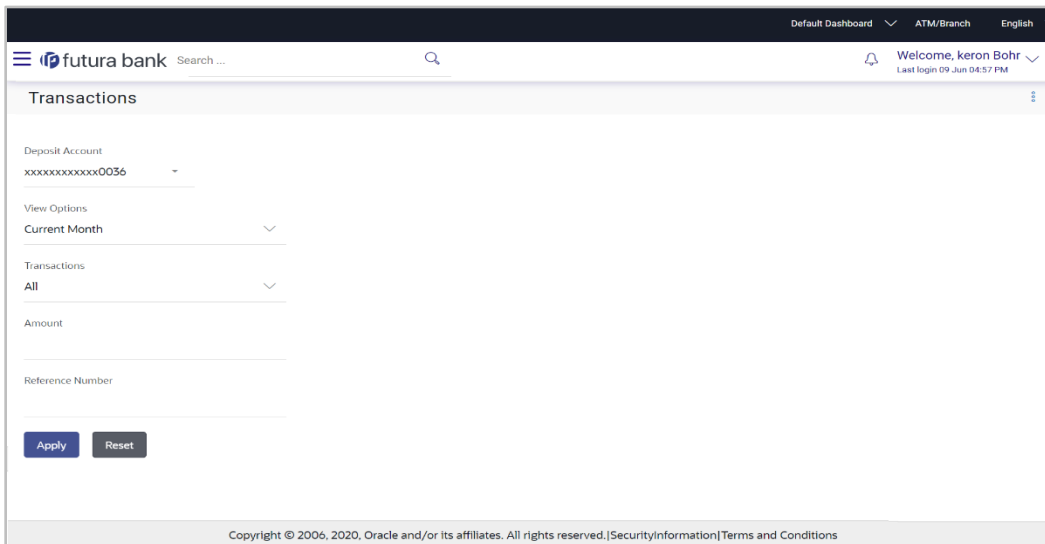 Default Dashboard ATM/Branch English
futura bank Search ... Welcome, keron Bohr
Last login 09 Jun 04:57 PM
Transactions
Deposit Account
xxxxxxxxxxxx0036
View Options
Current Month
Transactions
All
Amount
Reference Number
Apply Reset
Copyright © 2006, 2020, Oracle and/or its affiliates. All rights reserved.|SecurityInformation|Terms and Conditions